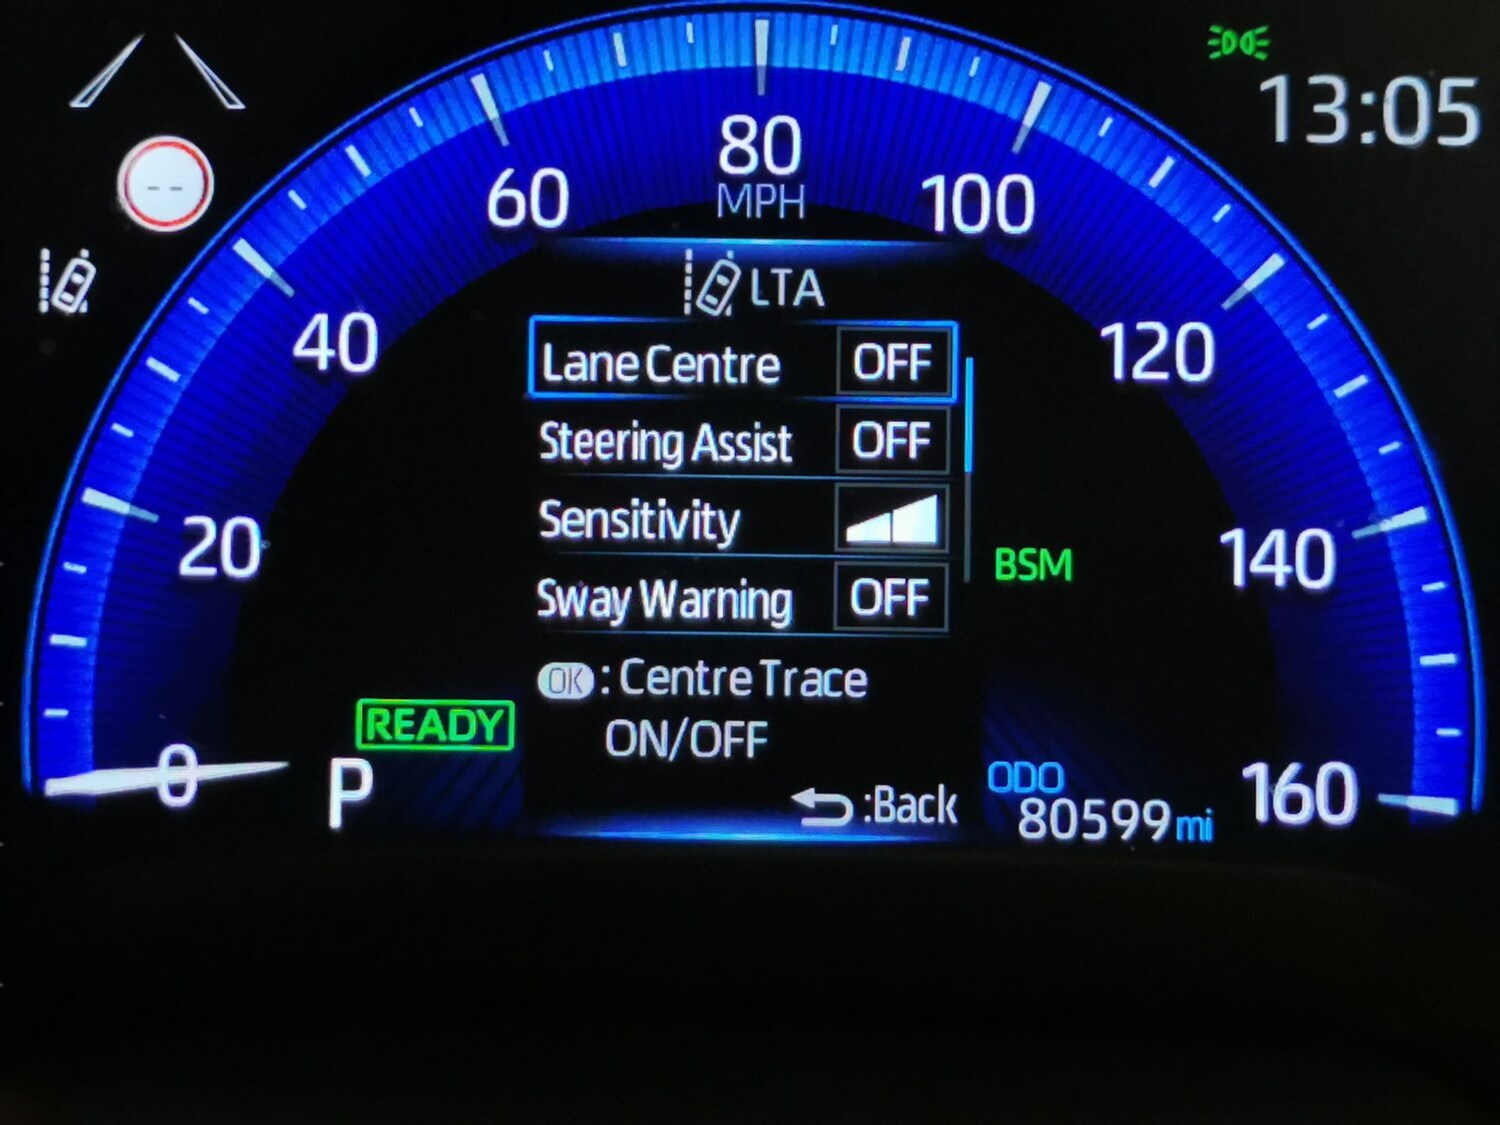 13:05
80
MPH
60
100
--
LTA
40
120
Lane Centre OFF
Steering Assist OFF
Sensitivity
20
140
BSM
Sway Warning OFF
OK : Centre Trace
ON/OFF
READY
0
P
ODO
80599 mi
160
:Back